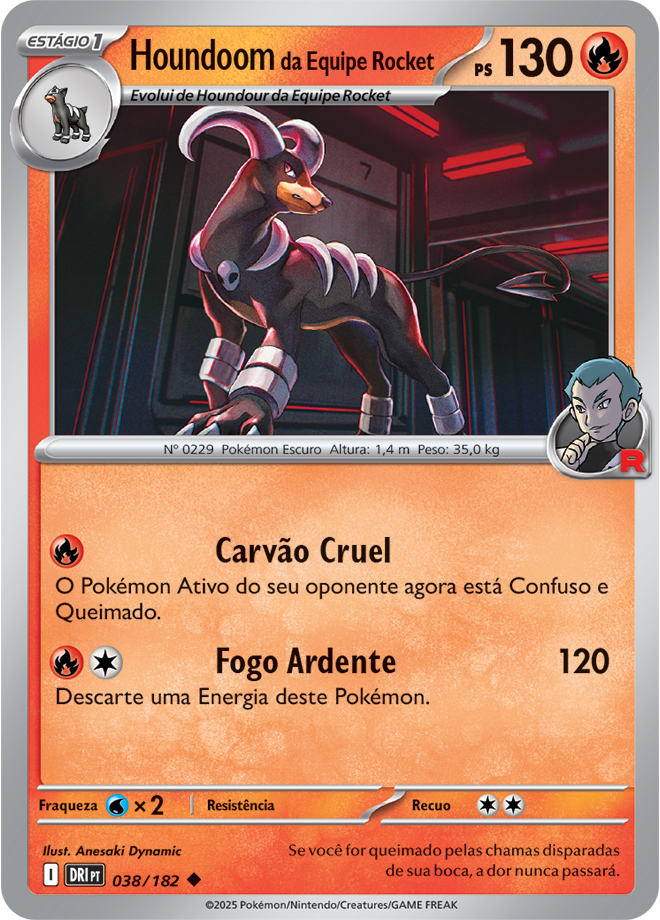 ESTÁGIO 1
Houndoom da Equipe Rocket
PS 130
Evolui de Houndour da Equipe Rocket
7
Nº 0229 Pokémon Escuro Altura: 1,4 m Peso: 35,0 kg
R
Carvão Cruel
O Pokémon Ativo do seu oponente agora está Confuso e
Queimado.
Fogo Ardente 120
Descarte uma Energia deste Pokémon.
Fraqueza × 2 Resistência Recuo
Ilust. Anesaki Dynamic
Se você for queimado pelas chamas disparadas
de sua boca, a dor nunca passará.
I DRI PT 038/182
©2025 Pokémon/Nintendo/Creatures/GAME FREAK